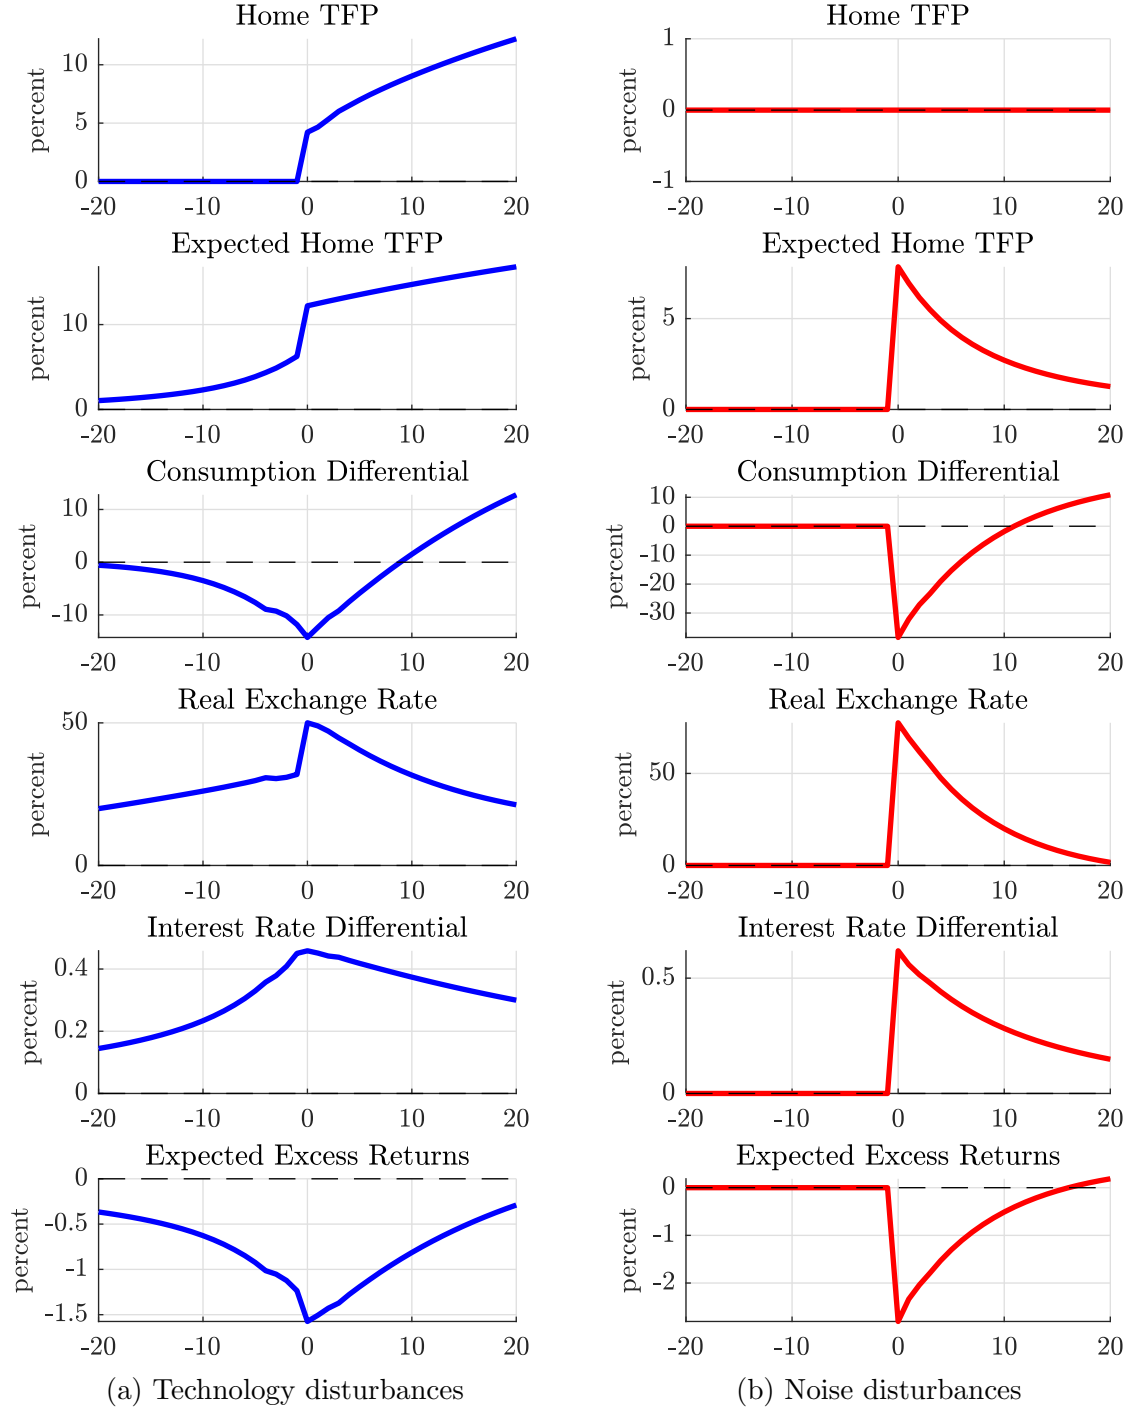 Home TFP
percent
10
5
0
-20 -10 0 10 20
Expected Home TFP
percent
10
0
-20 -10 0 10 20
Consumption Differential
percent
10
0
-10
-20 -10 0 10 20
Real Exchange Rate
percent
50
0
-20 -10 0 10 20
Interest Rate Differential
percent
0.4
0.2
0
-20 -10 0 10 20
Expected Excess Returns
percent
0
-0.5
-1
-1.5
-20 -10 0 10 20
(a) Technology disturbances
Home TFP
percent
1
0
-1
-20 -10 0 10 20
Expected Home TFP
percent
5
0
-20 -10 0 10 20
Consumption Differential
percent
10
0
-10
-20
-30
-20 -10 0 10 20
Real Exchange Rate
percent
50
0
-20 -10 0 10 20
Interest Rate Differential
percent
0.5
0
-20 -10 0 10 20
Expected Excess Returns
percent
0
-1
-2
-20 -10 0 10 20
(b) Noise disturbances